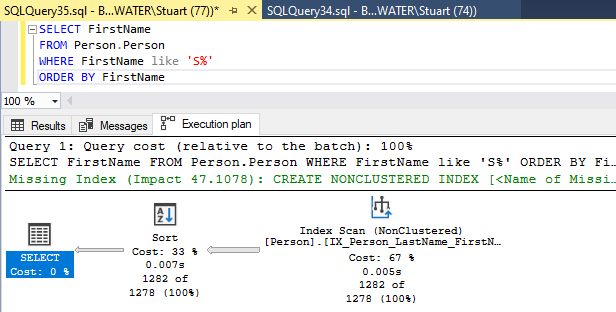 SQLQuery35.sql - B...WATER\Stuart (77))* SQLQuery34.sql - B...WATER\Stuart (74))
SELECT FirstName
FROM Person.Person
WHERE FirstName like 'S%'
ORDER BY FirstName
100 %
Results Messages Execution plan
Query 1: Query cost (relative to the batch): 100%
SELECT FirstName FROM Person.Person WHERE FirstName like 'S%' ORDER BY Fi...
Missing Index (Impact 47.1078): CREATE NONCLUSTERED INDEX [<Name of Missi...
SELECT
Cost: 0 %
A
Z
Sort
Cost: 33 %
0.007s
1282 of
1278 (100%)
Index Scan (NonClustered)
[Person].[IX_Person_LastName_FirstN...
Cost: 67 %
0.005s
1282 of
1278 (100%)